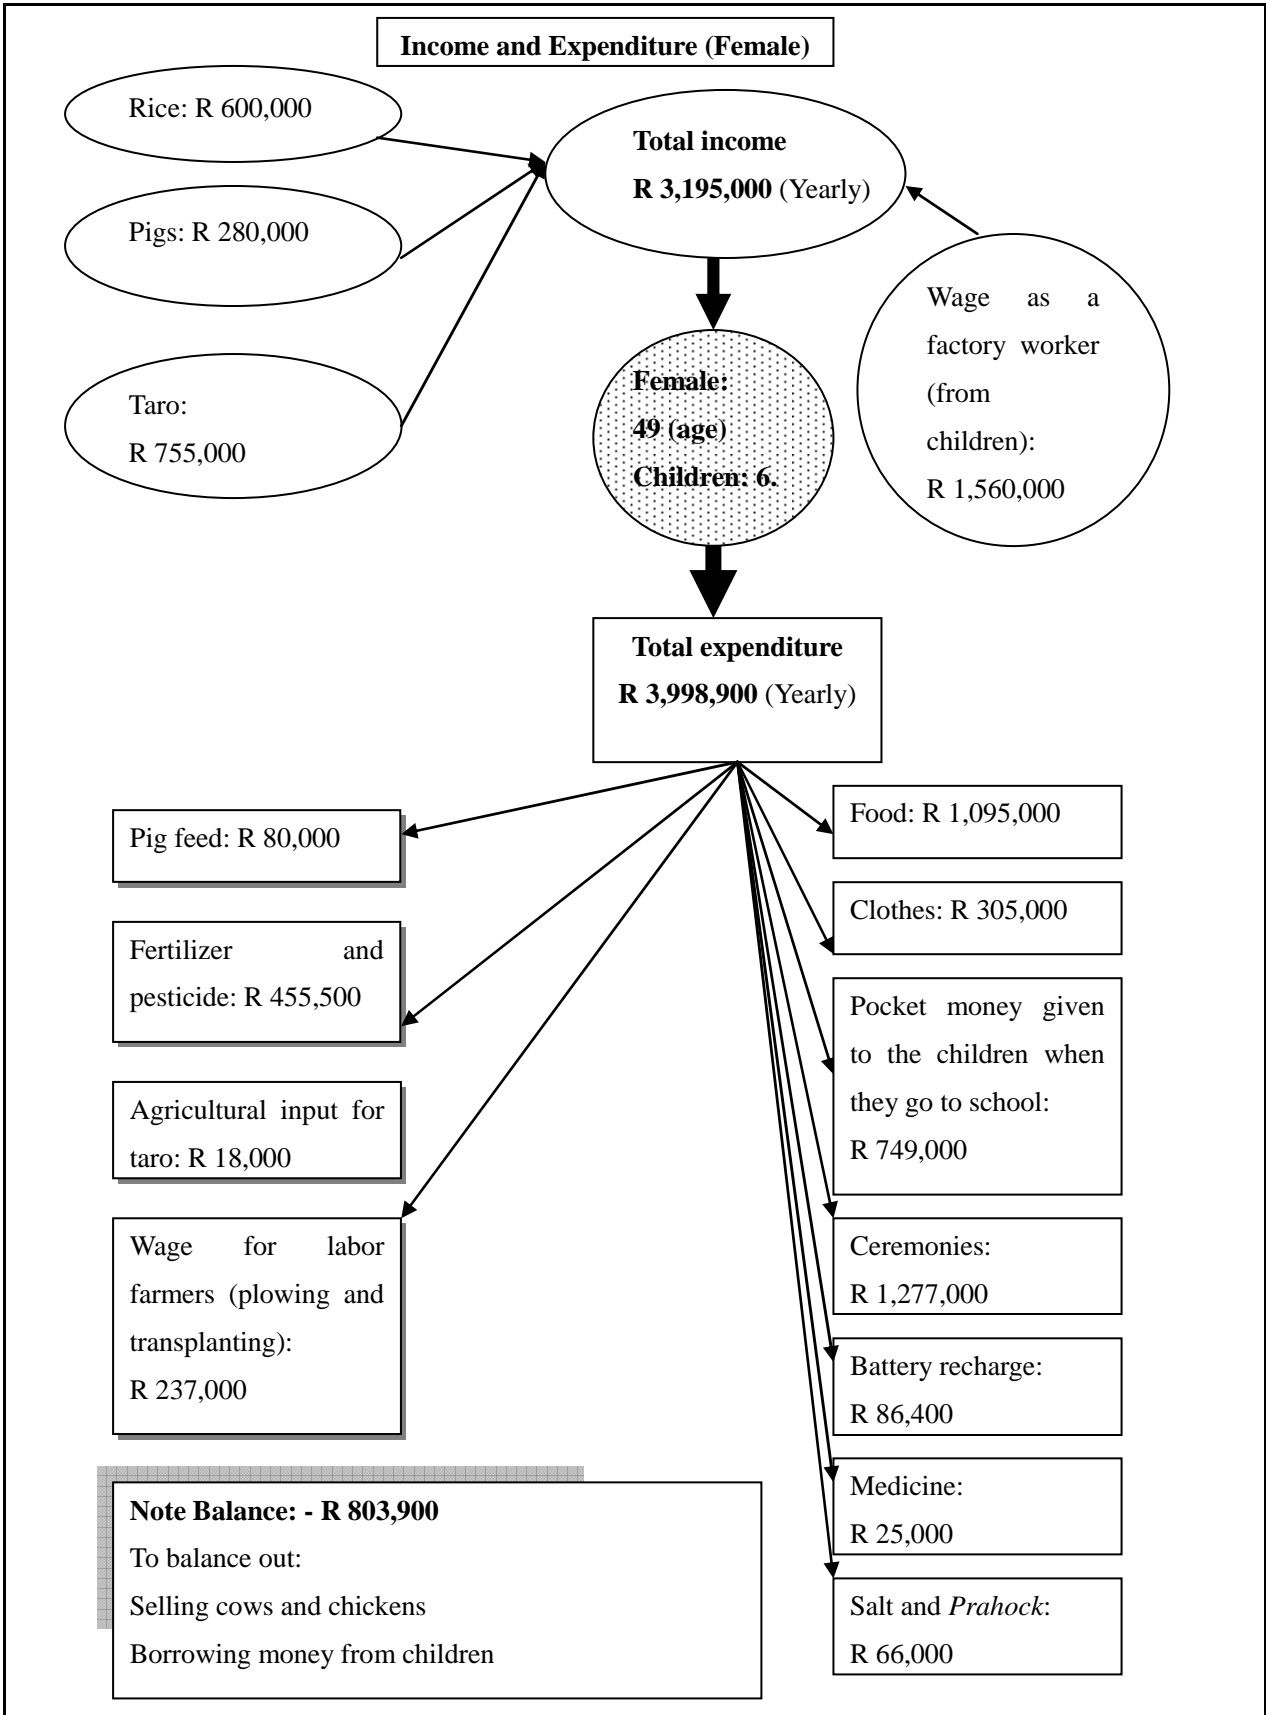 Income and Expenditure (Female)
Rice: R 600,000
Pigs: R 280,000
Taro:
R 755,000
Total income
R 3,195,000 (Yearly)
Wage as a
factory worker
(from
children):
R 1,560,000
Female:
49 (age)
Children: 6.
Total expenditure
R 3,998,900 (Yearly)
Pig feed: R 80,000
Fertilizer and
pesticide: R 455,500
Agricultural input for
taro: R 18,000
Wage for labor
farmers (plowing and
transplanting):
R 237,000
Food: R 1,095,000
Clothes: R 305,000
Pocket money given
to the children when
they go to school:
R 749,000
Ceremonies:
R 1,277,000
Battery recharge:
R 86,400
Medicine:
R 25,000
Salt and Prahock:
R 66,000
Note Balance: - R 803,900
To balance out:
Selling cows and chickens
Borrowing money from children